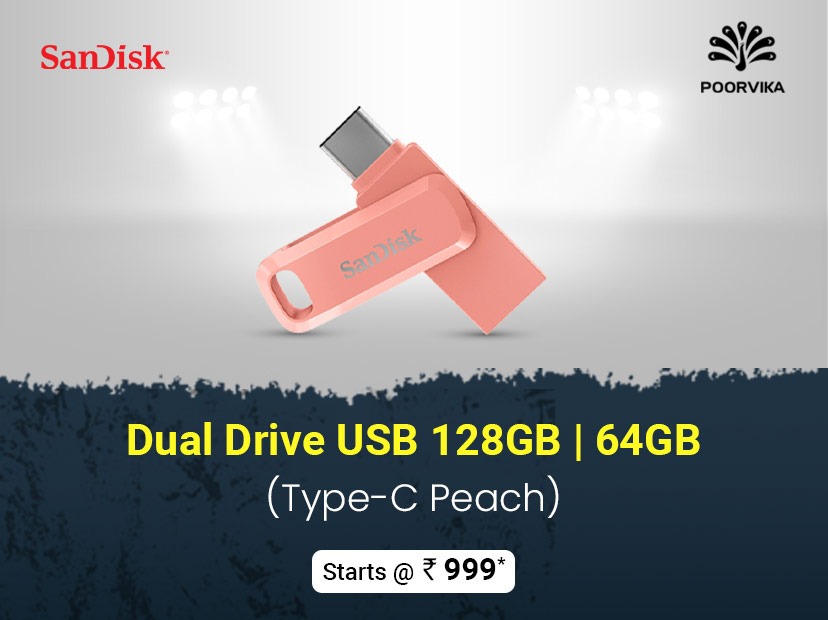 SanDisk®
POORVIKA
SanDisk
Dual Drive USB 128GB | 64GB
(Type-C Peach)
Starts @ ₹ 999*